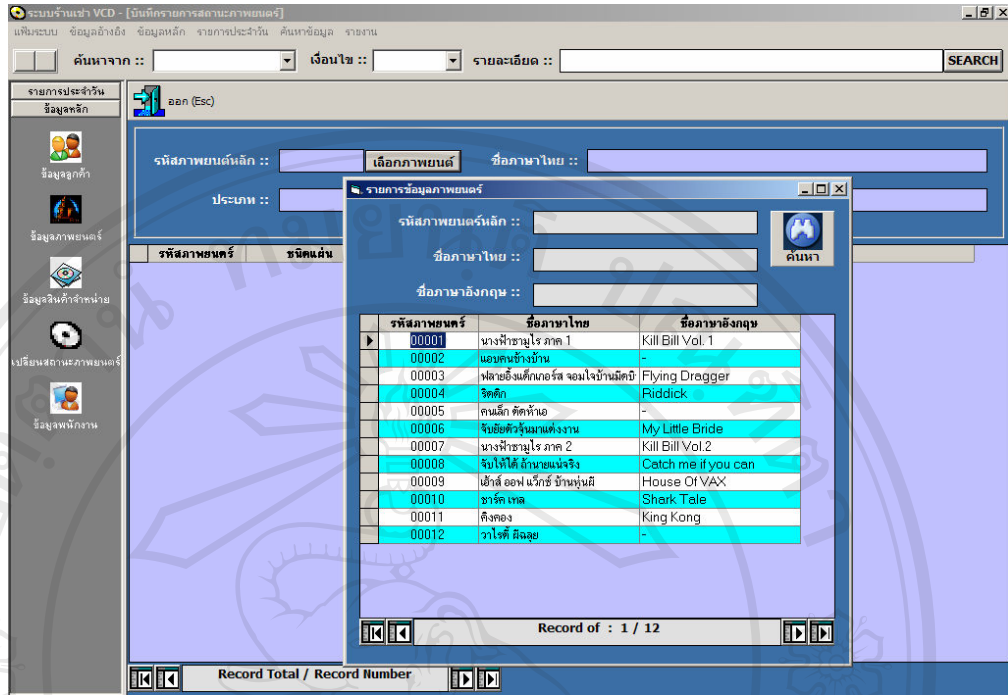 ระบบร้านเช่า VCD - [บันทึกรายการสถานะภาพยนตร์]
แฟ้มระบบ ข้อมูลอ้างอิง ข้อมูลหลัก รายการประจำวัน ค้นหาข้อมูล รายงาน
ค้นหาจาก :: เงื่อนไข :: รายละเอียด :: SEARCH
รายการประจำวัน
ข้อมูลหลัก
ออก (Esc)
ข้อมูลลูกค้า
ข้อมูลภาพยนตร์
ข้อมูลสินค้าจำหน่าย
เปลี่ยนสถานะภาพยนตร์
ข้อมูลพนักงาน
รหัสภาพยนต์หลัก :: เลือกภาพยนต์ ชื่อภาษาไทย ::
ประเภท ::
รหัสภาพยนตร์ ชนิดแผ่น
รายการข้อมูลภาพยนตร์
รหัสภาพยนตร์หลัก ::
ชื่อภาษาไทย ::
ชื่อภาษาอังกฤษ ::
ค้นหา
รหัสภาพยนตร์ ชื่อภาษาไทย ชื่อภาษาอังกฤษ
00001 นางฟ้าซามูไร ภาค 1 Kill Bill Vol. 1
00002 แอบคนข้างบ้าน -
00003 ฟลายอิ้งแด็กเกอร์ส จอมใจบ้านมีดบิ Flying Dragger
00004 ริดดิก Riddick
00005 คนเล็ก ตัดห้าเอ -
00006 จับยัยตัวจุ้นมาแต่งงาน My Little Bride
00007 นางฟ้าซามูไร ภาค 2 Kill Bill Vol.2
00008 จับให้ได้ ถ้านายแน่จริง Catch me if you can
00009 เฮ้าส์ ออฟ แว็กซ์ บ้านหุ่นผี House Of VAX
00010 ชาร์ค เทล Shark Tale
00011 คิงคอง King Kong
00012 วาไรตี้ ผีฉลุย -
Record of : 1 / 12
Record Total / Record Number